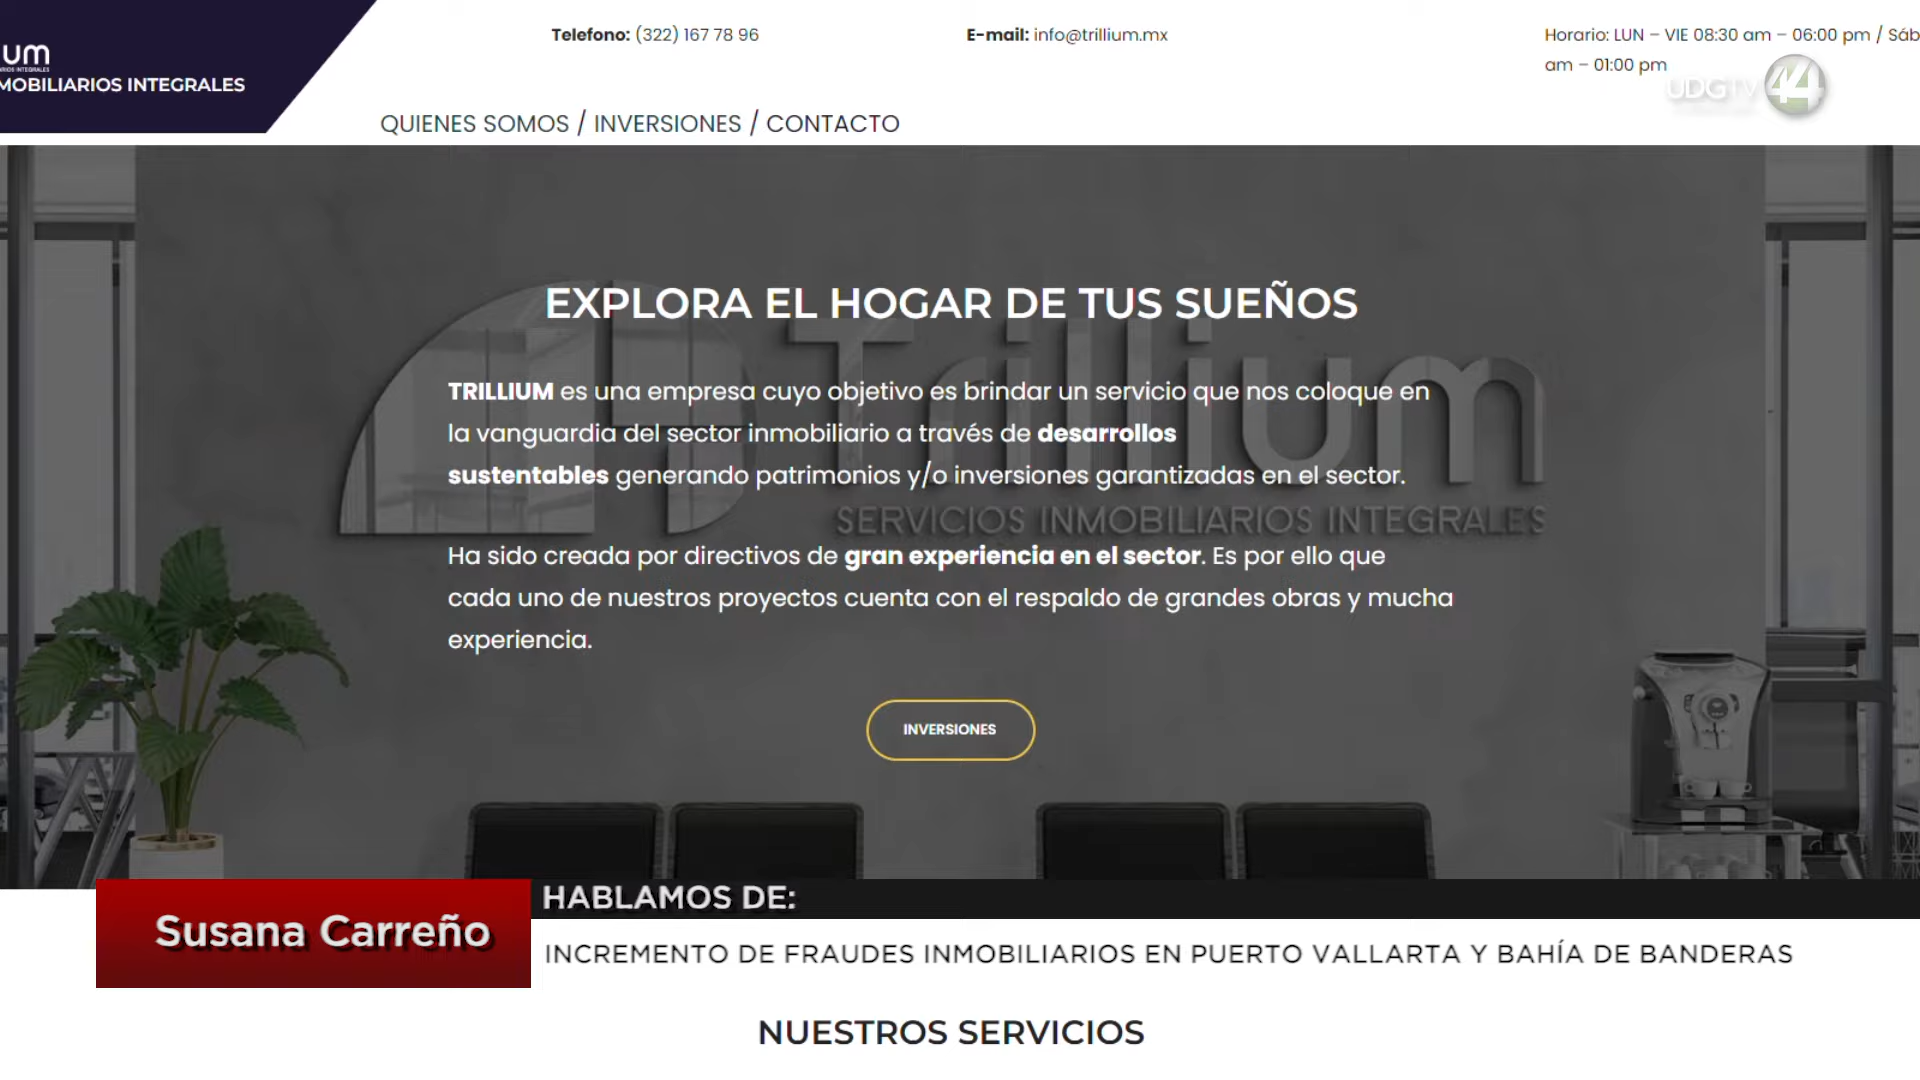 um
MOBILIARIOS INTEGRALES
Telefono: (322) 167 78 96
E-mail: info@trillium.mx
Horario: LUN – VIE 08:30 am – 06:00 pm / Sáb
am – 01:00 pm
UDGTV 44
QUIENES SOMOS / INVERSIONES / CONTACTO
EXPLORA EL HOGAR DE TUS SUEÑOS
Trillium
SERVICIOS INMOBILIARIOS INTEGRALES
TRILLIUM es una empresa cuyo objetivo es brindar un servicio que nos coloque en
la vanguardia del sector inmobiliario a través de desarrollos
sustentables generando patrimonios y/o inversiones garantizadas en el sector.
Ha sido creada por directivos de gran experiencia en el sector. Es por ello que
cada uno de nuestros proyectos cuenta con el respaldo de grandes obras y mucha
experiencia.
INVERSIONES
Susana Carreño
HABLAMOS DE:
INCREMENTO DE FRAUDES INMOBILIARIOS EN PUERTO VALLARTA Y BAHÍA DE BANDERAS
NUESTROS SERVICIOS